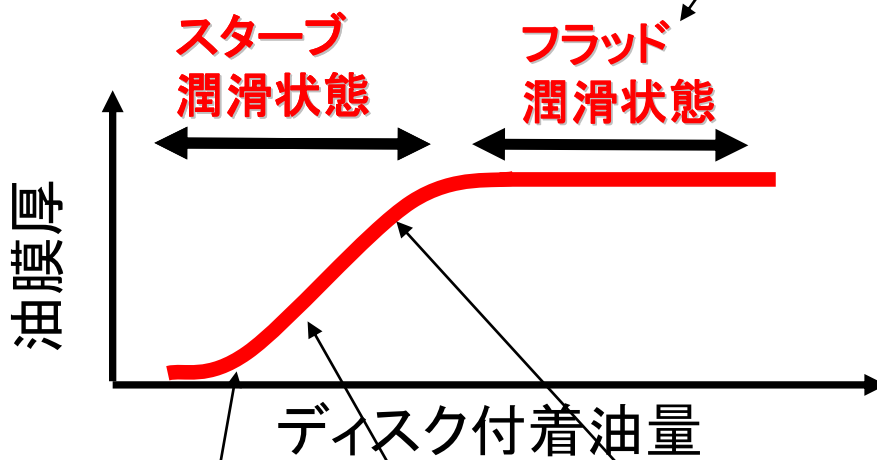 スターブ
潤滑状態
フラッド
潤滑状態
油膜厚
ディスク付着油量